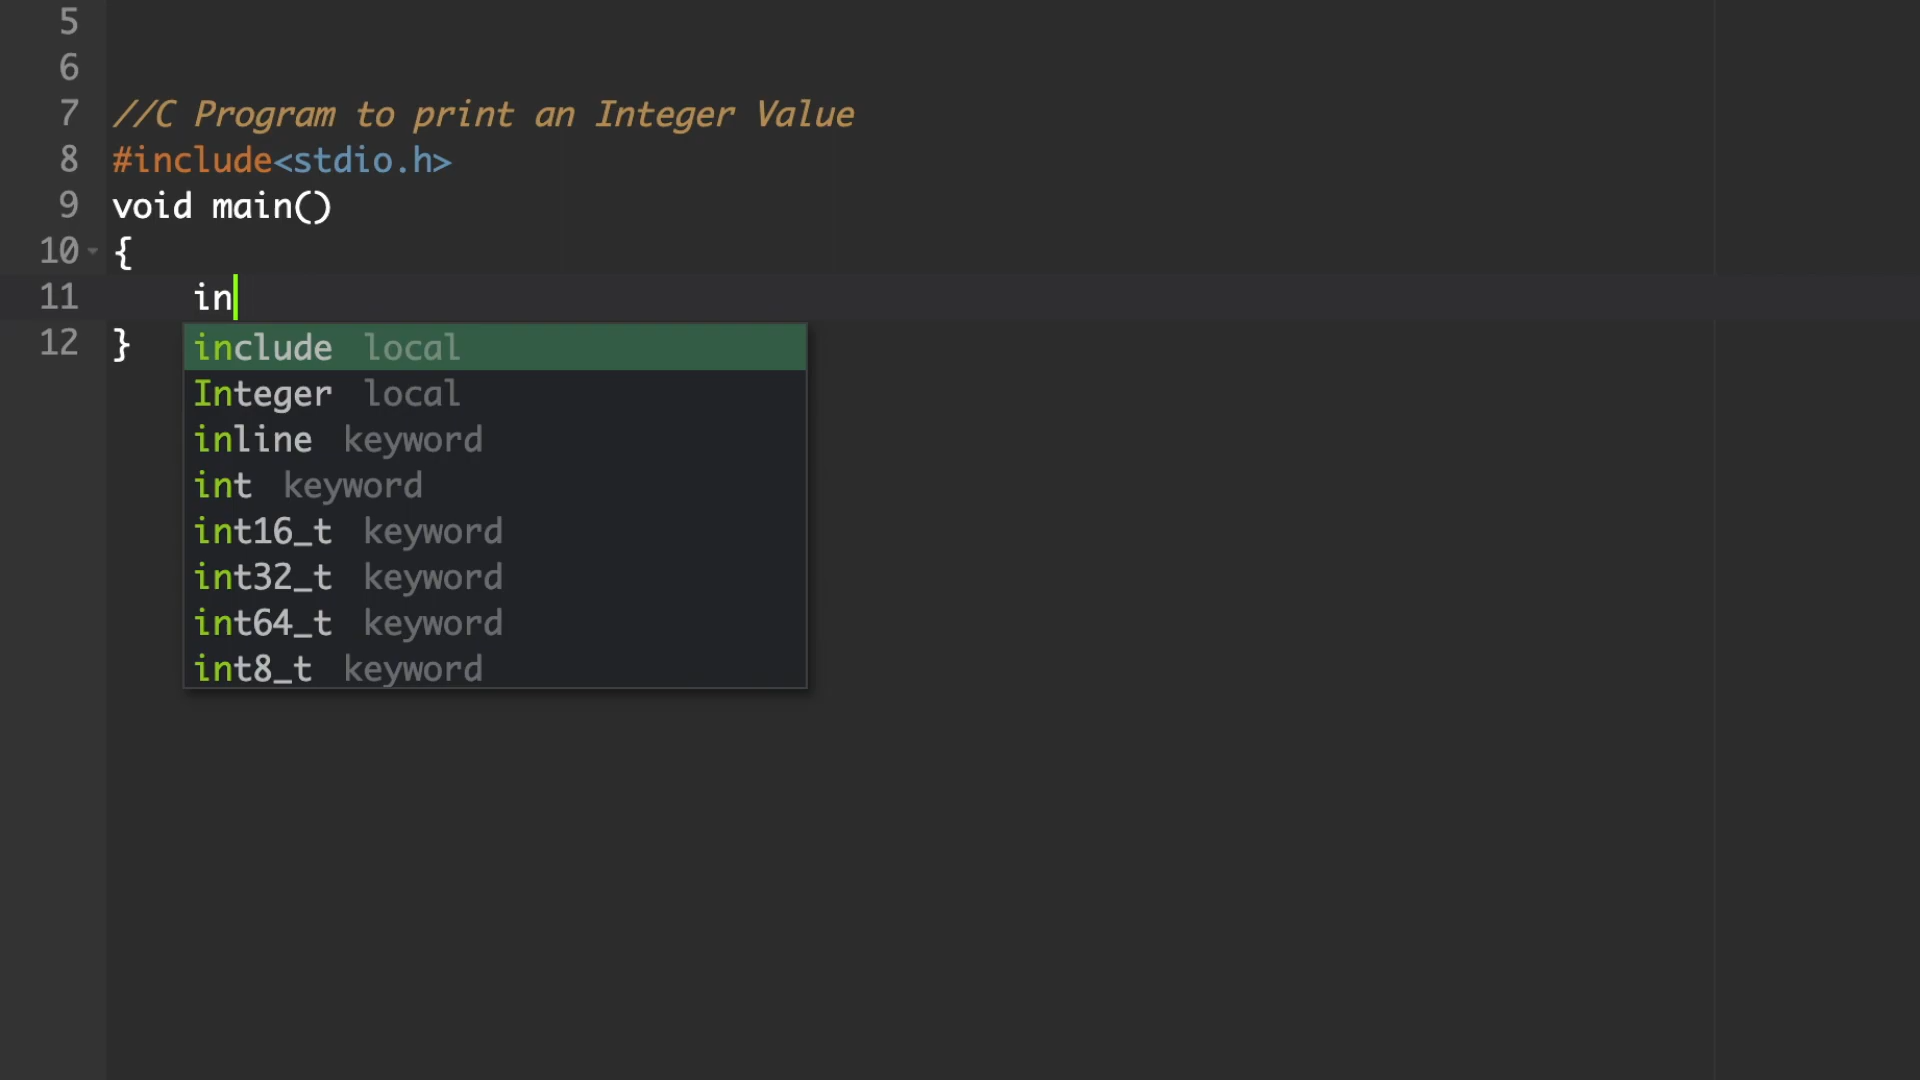 5
6
7 //C Program to print an Integer Value
8 #include<stdio.h>
9 void main()
10 {
11 in
12 }
include local
Integer local
inline keyword
int keyword
int16_t keyword
int32_t keyword
int64_t keyword
int8_t keyword